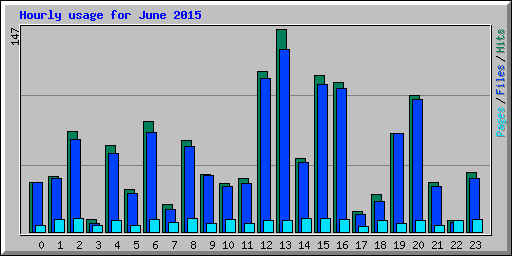 Hourly usage for June 2015
147
Pages / Files / Hits
0 1 2 3 4 5 6 7 8 9 10 11 12 13 14 15 16 17 18 19 20 21 22 23